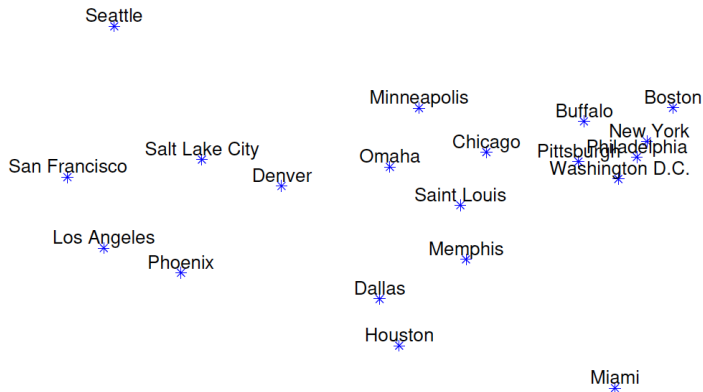 Seattle
Minneapolis
Boston
Buffalo
New York
Chicago
Philadelphia
Pittsburgh
Salt Lake City
Omaha
San Francisco
Denver
Washington D.C.
Saint Louis
Los Angeles
Memphis
Phoenix
Dallas
Houston
Miami